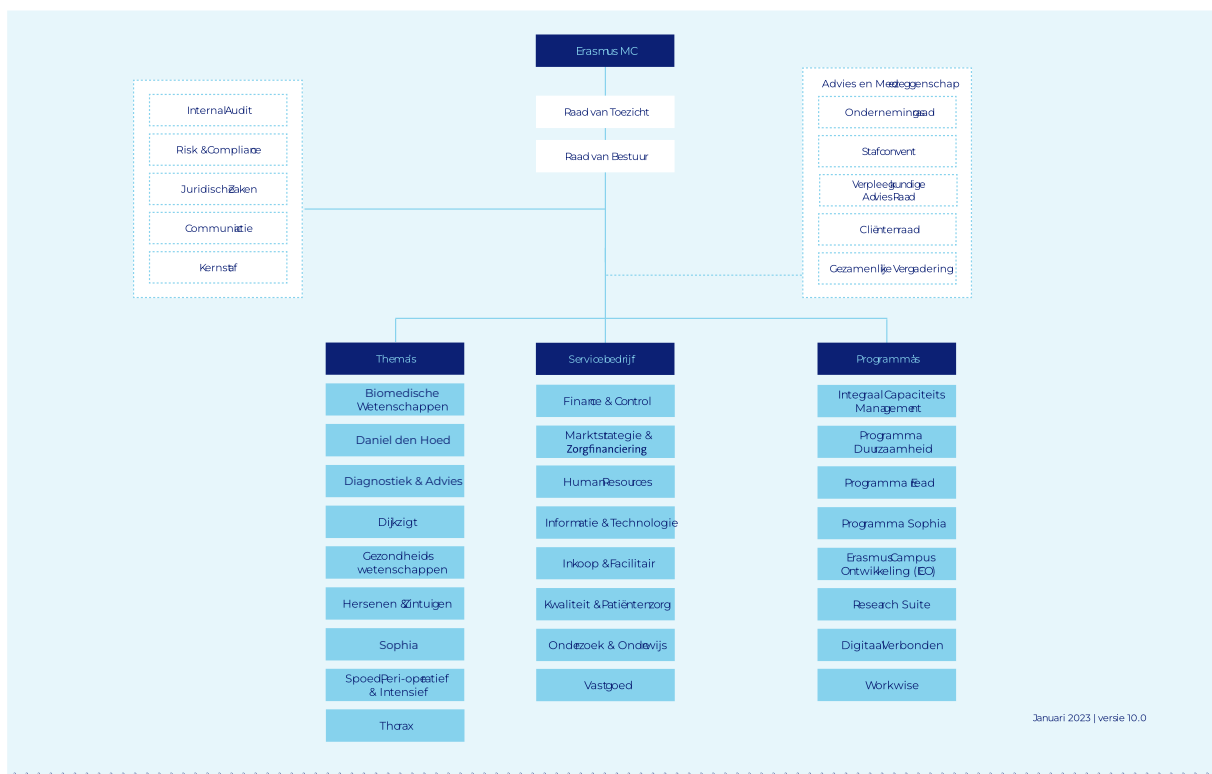 Erasmus MC
Raad van Toezicht
Raad van Bestuur
Internal Audit
Risk & Compliance
Juridische Zaken
Communicatie
Kernstaf
Advies en Medezeggenschap
Ondernemingsraad
Stafconvent
Verpleegkundige
Advies Raad
Cliëntenraad
Gezamenlijke Vergadering
Thema's
Biomedische
Wetenschappen
Daniel den Hoed
Diagnostiek & Advies
Dijkzigt
Gezondheids-
wetenschappen
Hersenen & Zintuigen
Sophia
Spoed, Peri-operatief
& Intensief
Thorax
Servicebedrijf
Finance & Control
Marktstrategie &
Zorgfinanciering
Human Resources
Informatie & Technologie
Inkoop & Facilitair
Kwaliteit & Patiëntenzorg
Onderzoek & Onderwijs
Vastgoed
Programma's
Integraal Capaciteits
Management
Programma
Duurzaamheid
Programma Read
Programma Sophia
Erasmus Campus
Ontwikkeling (ECO)
Research Suite
Digitaal Verbonden
Workwise
Januari 2023 | versie 10.0